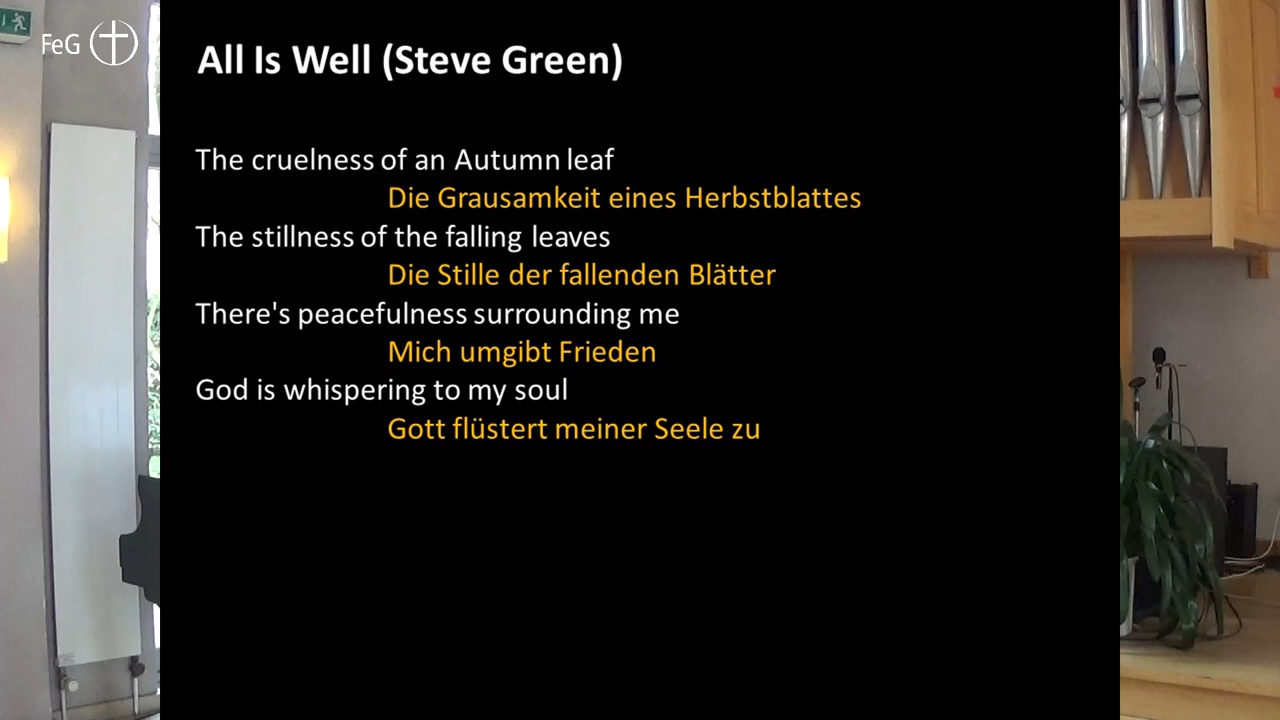 FeG
All Is Well (Steve Green)
The cruelness of an Autumn leaf
Die Grausamkeit eines Herbstblattes
The stillness of the falling leaves
Die Stille der fallenden Blätter
There's peacefulness surrounding me
Mich umgibt Frieden
God is whispering to my soul
Gott flüstert meiner Seele zu